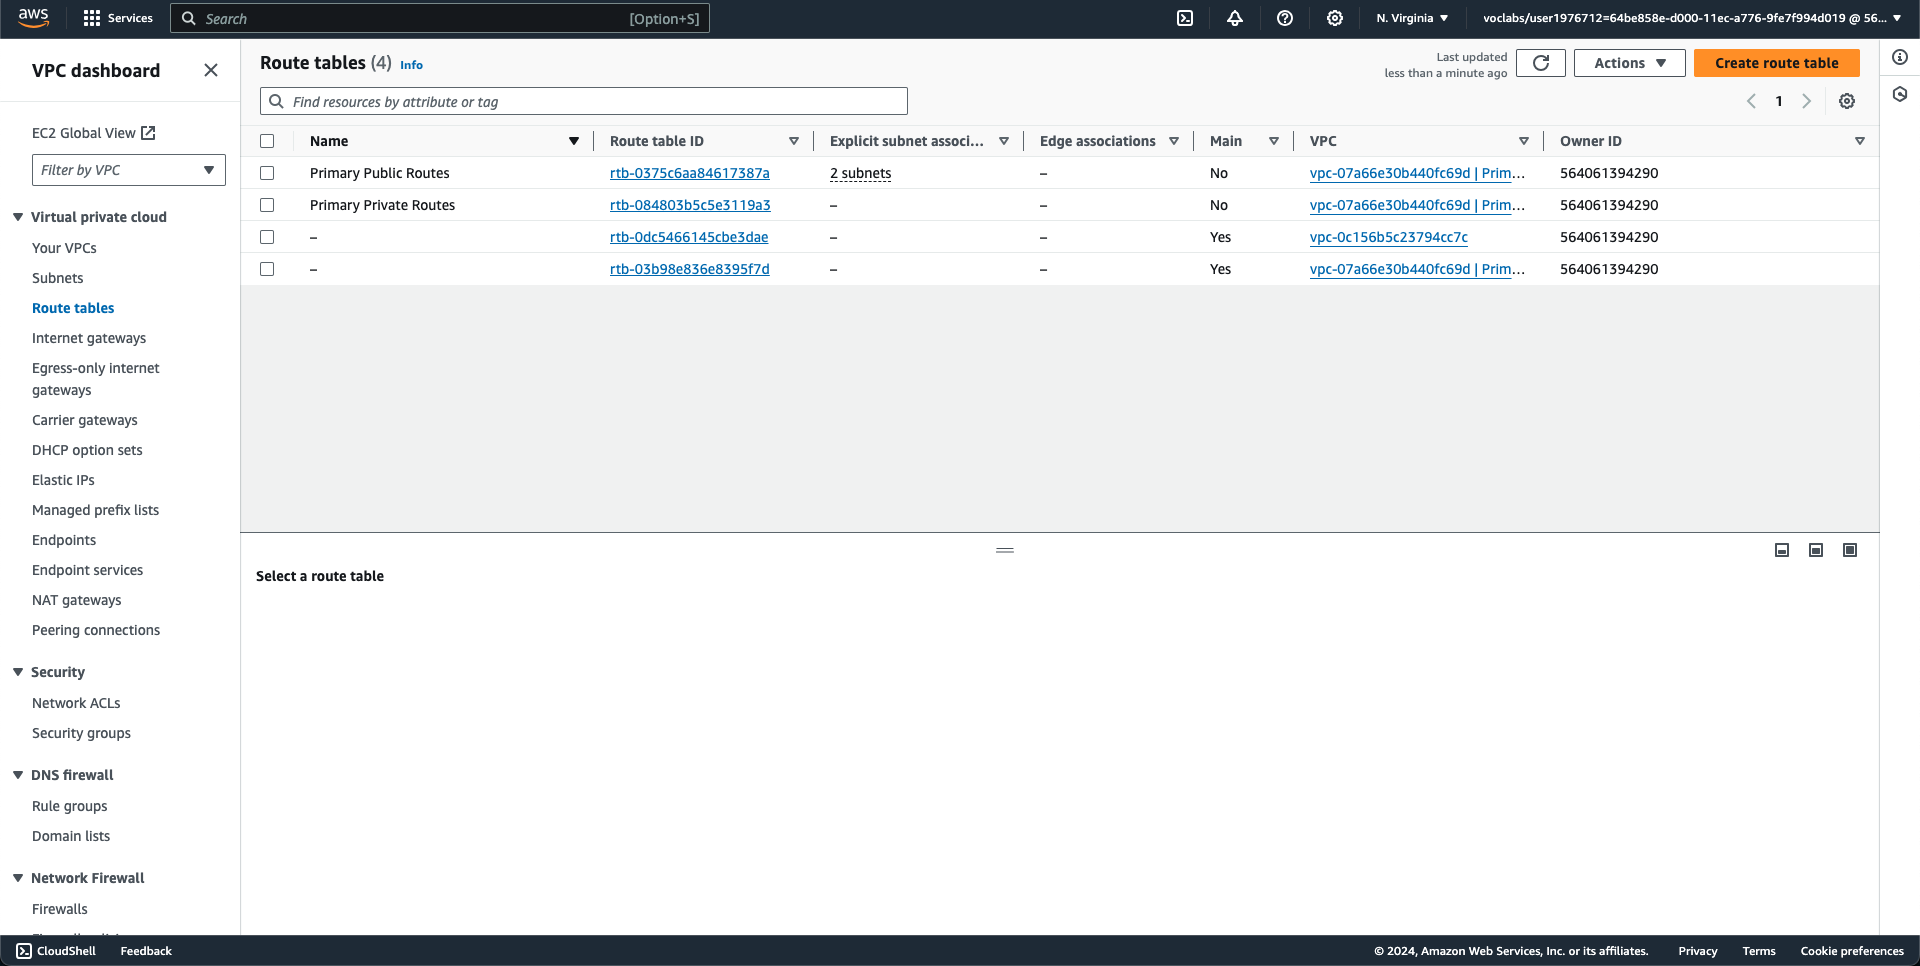 aws
Services
Search
[Option+S]
N. Virginia
voclabs/user1976712=64be858e-d000-11ec-a776-9fe7f994d019 @ 56...
VPC dashboard
EC2 Global View
Filter by VPC
Virtual private cloud
Your VPCs
Subnets
Route tables
Internet gateways
Egress-only internet
gateways
Carrier gateways
DHCP option sets
Elastic IPs
Managed prefix lists
Endpoints
Endpoint services
NAT gateways
Peering connections
Security
Network ACLs
Security groups
DNS firewall
Rule groups
Domain lists
Network Firewall
Firewalls
Route tables (4) Info
Last updated
less than a minute ago
Actions
Create route table
Find resources by attribute or tag
1
Name Route table ID Explicit subnet associ... Edge associations Main VPC Owner ID
Primary Public Routes rtb-0375c6aa84617387a 2 subnets – No vpc-07a66e30b440fc69d | Prim... 564061394290
Primary Private Routes rtb-084803b5c5e3119a3 – – No vpc-07a66e30b440fc69d | Prim... 564061394290
– rtb-0dc5466145cbe3dae – – Yes vpc-0c156b5c23794cc7c 564061394290
– rtb-03b98e836e8395f7d – – Yes vpc-07a66e30b440fc69d | Prim... 564061394290
Select a route table
CloudShell
Feedback
© 2024, Amazon Web Services, Inc. or its affiliates.
Privacy
Terms
Cookie preferences